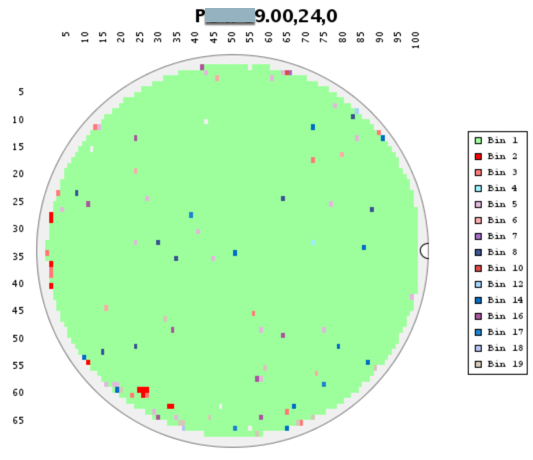 P 9.00,24,0
5 10 15 20 25 30 35 40 45 50 55 60 65 70 75 80 85 90 95 100
5
10
15
20
25
30
35
40
45
50
55
60
65
Bin 1
Bin 2
Bin 3
Bin 4
Bin 5
Bin 6
Bin 7
Bin 8
Bin 10
Bin 12
Bin 14
Bin 16
Bin 17
Bin 18
Bin 19